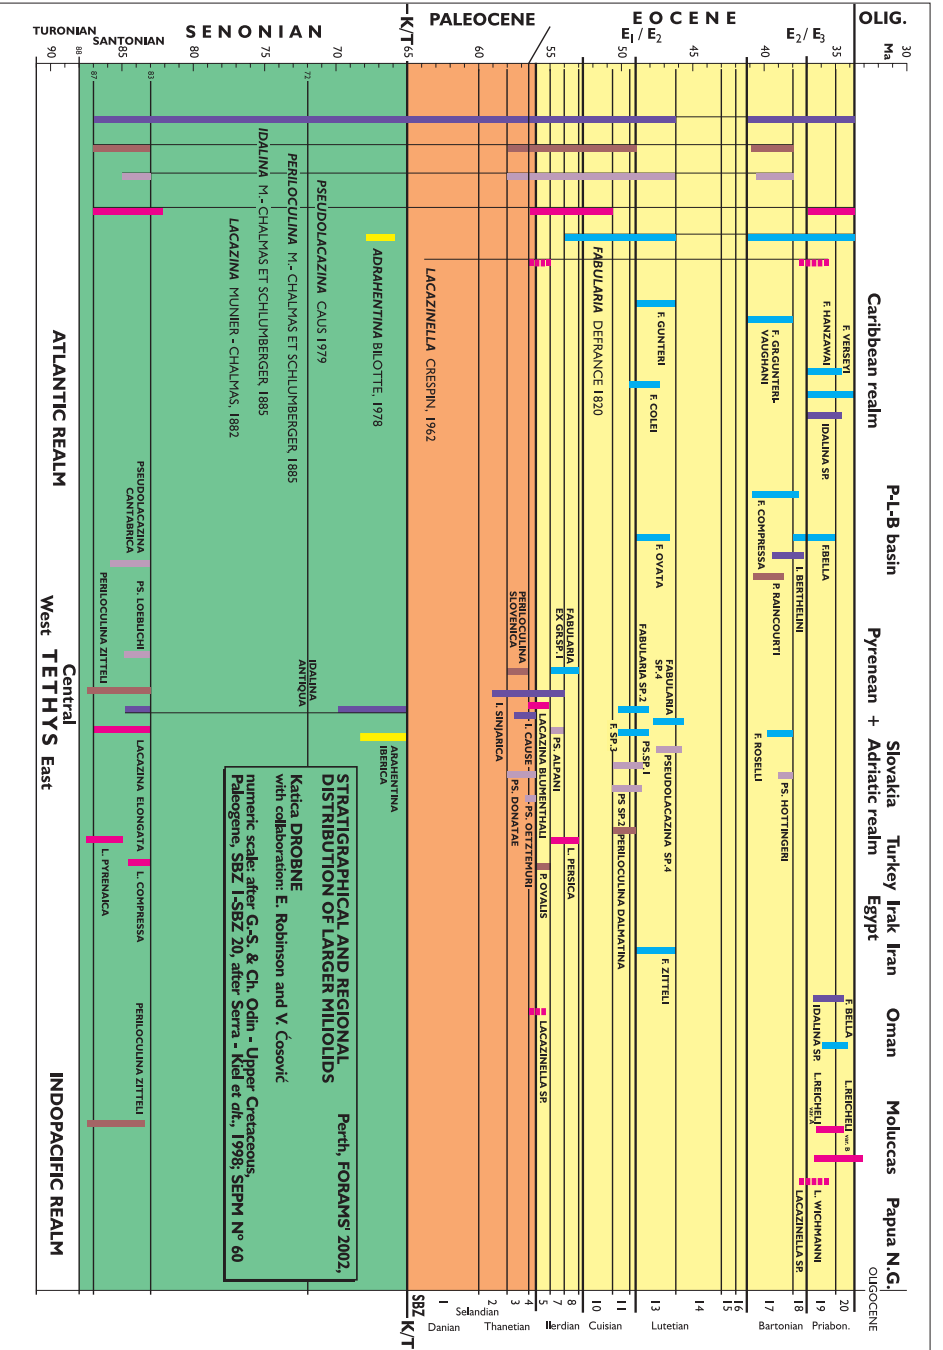 OLIG.
EOCENE
PALEOCENE
K/T
SENONIAN
SANTONIAN
TURONIAN
E2/E3
E1/E2
Ma
30
35
40
45
50
55
60
65
70
75
80
85
90
72
83
87
88
IDALINA M.- CHALMAS ET SCHLUMBERGER, 1885
PERILOCULINA M.- CHALMAS ET SCHLUMBERGER, 1885
PSEUDOLACAZINA CAUS 1979
LACAZINA MUNIER - CHALMAS, 1882
ADRAHENTINA BILOTTE, 1978
LACAZINELLA CRESPIN, 1962
FABULARIA DEFRANCE 1820
Caribbean realm
F. VERSEYI
F. HANZAWAI
IDALINA SP.
F. GR.GUNTERI-
VAUGHANI
F. GUNTERI
F. COLEI
P-L-B basin
F.BELLA
I. BERTHELINI
P. RAINCOURTI
F. COMPRESSA
F. OVATA
Pyrenean + Adriatic realm
Slovakia
F. ROSELLI
PS. HOTTINGERI
FABULARIA
SP.4
PSEUDOLACAZINA SP.4
FABULARIA SP.2
PS.SP.1
F. SP.3
PS SP.2
PERILOCULINA DALMATINA
FABULARIA
EX GR.SP.1
PS. ALPANI
L. PERSICA
LACAZINA BLUMENTHALI
P. OVALIS
PERILOCULINA
SLOVENICA
I. CAUSE -
PS. OETZTEMURI
I. SINJARICA
PS. DONATAE
Turkey Irak Iran
Egypt
F. ZITTELI
Oman
F. BELLA
IDALINA SP.
LACAZINELLA SP.
Moluccas
L.REICHELI
var. B
L.REICHELI
var. A
Papua N.G.
L. WICHMANNI
LACAZINELLA SP.
ARAHENTINA
IBERICA
IDALINA
ANTIQUA
PSEUDOLACAZINA
CANTABRICA
PS. LOEBLICHI
PERILOCULINA ZITTELI
LACAZINA ELONGATA
L. COMPRESSA
L. PYRENAICA
PERILOCULINA ZITTELI
ATLANTIC REALM
Central
West TETHYS East
INDOPACIFIC REALM
STRATIGRAPHICAL AND REGIONAL
DISTRIBUTION OF LARGER MILIOLIDS
Perth, FORAMS' 2002,
Katica DROBNE
with collaboration: E. Robinson and V. Ćosović
numeric scale: after G.-S. & Ch. Odin - Upper Cretaceous,
Paleogene, SBZ 1-SBZ 20, after Serra - Kiel et alt., 1998; SEPM N° 60
OLIGOCENE
20
19
18
17
16
15
14
13
11
10
8
7
5
4
3
2
1
SBZ
K/T
Priabon.
Bartonian
Lutetian
Cuisian
Ilerdian
Thanetian
Selandian
Danian